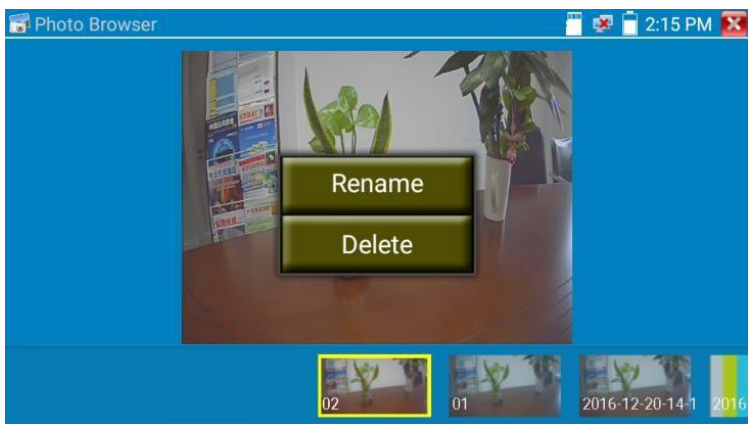 Photo Browser
2:15 PM
Rename
Delete
02
01
2016-12-20-14-1
2016